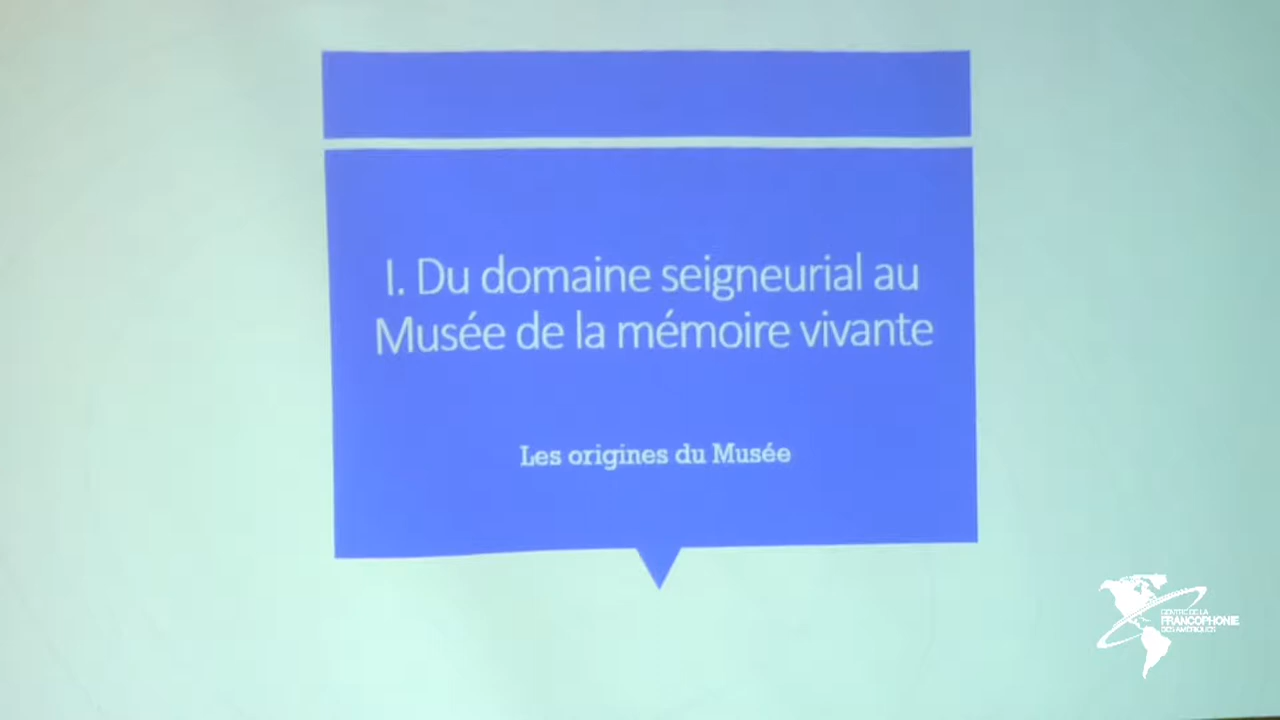 I. Du domaine seigneurial au
Musée de la mémoire vivante
Les origines du Musée
CENTRE DE LA
FRANCOPHONIE
DES AMÉRIQUES